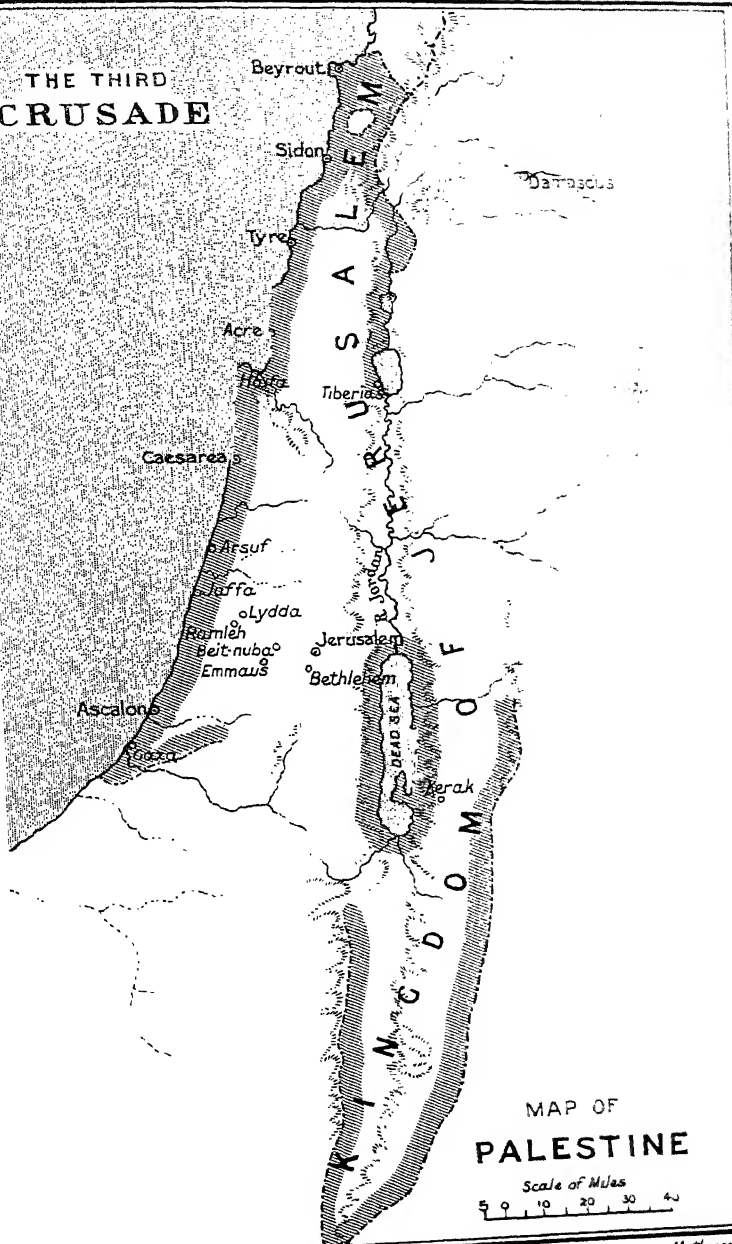 THE THIRD
CRUSADE
Beyrout
Sidon
Damascus
Tyre
Acre
Haifa
Tiberias
Caesarea
Arsuf
R. Jordan
Jaffa
Lydda
Ramleh
Jerusalem
Beit-nuba
Emmaus
Bethlehem
Ascalon
DEAD SEA
Gaza
Kerak
KINGDOM OF JERUSALEM
MAP OF
PALESTINE
Scale of Miles
5 0 10 20 30 40